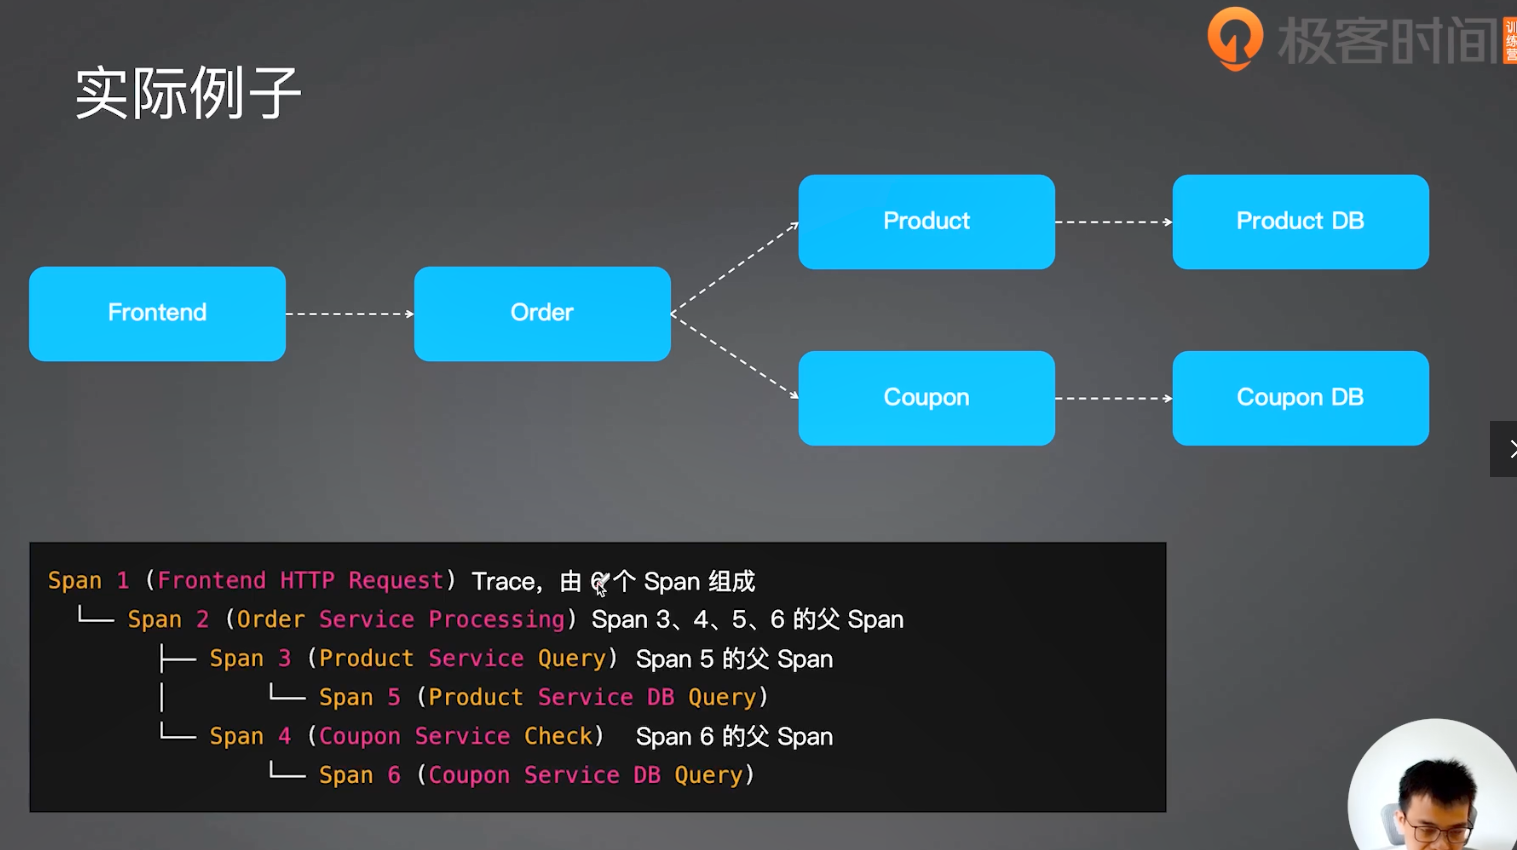 极客时间
训练营
实际例子
Product
Product DB
Frontend
Order
Coupon
Coupon DB
Span 1 (Frontend HTTP Request) Trace，由 6 个 Span 组成
└── Span 2 (Order Service Processing) Span 3、4、5、6 的父 Span
├── Span 3 (Product Service Query) Span 5 的父 Span
│ └── Span 5 (Product Service DB Query)
└── Span 4 (Coupon Service Check) Span 6 的父 Span
└── Span 6 (Coupon Service DB Query)